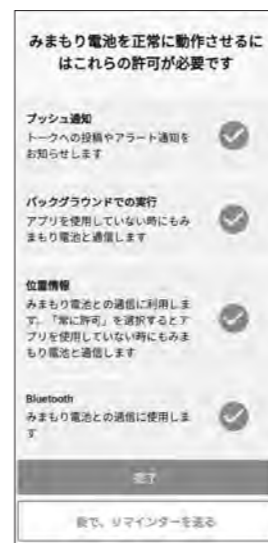 みまもり電池を正常に動作させるに
はこれらの許可が必要です
プッシュ通知
トークへの投稿やアラート通知を
お知らせします
バックグラウンドでの実行
アプリを使用していない時にもみ
まもり電池と通信します
位置情報
みまもり電池との通信に利用しま
す。「常に許可」を選択するとア
プリを使用していない時にもみま
もり電池と通信します
Bluetooth
みまもり電池との通信に使用しま
す
完了
後で、リマインダーを送る